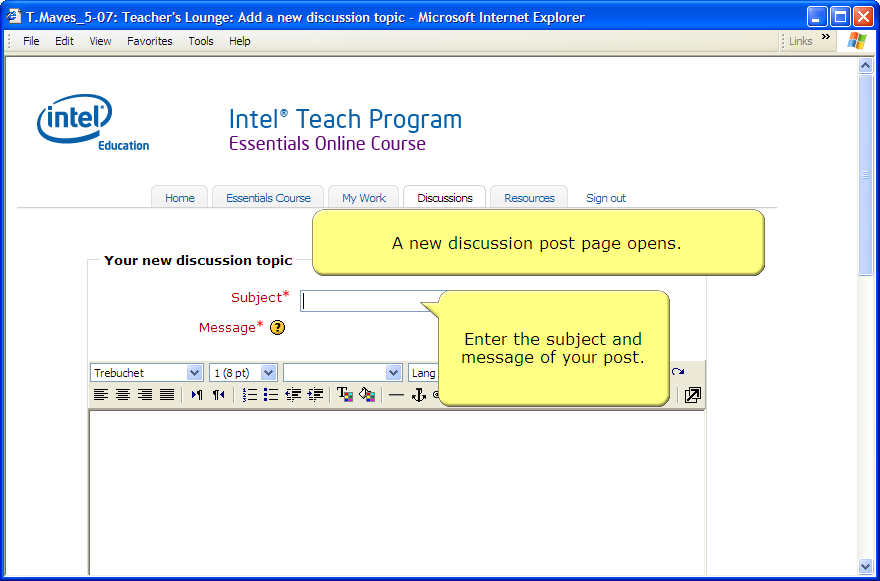 T.Maves_5-07: Teacher's Lounge: Add a new discussion topic - Microsoft Internet Explorer
File Edit View Favorites Tools Help Links »
intel®
Education
Intel® Teach Program
Essentials Online Course
Home Essentials Course My Work Discussions Resources Sign out
A new discussion post page opens.
Your new discussion topic
Subject*
Message* ?
Enter the subject and
message of your post.
Trebuchet 1 (8 pt) Lang